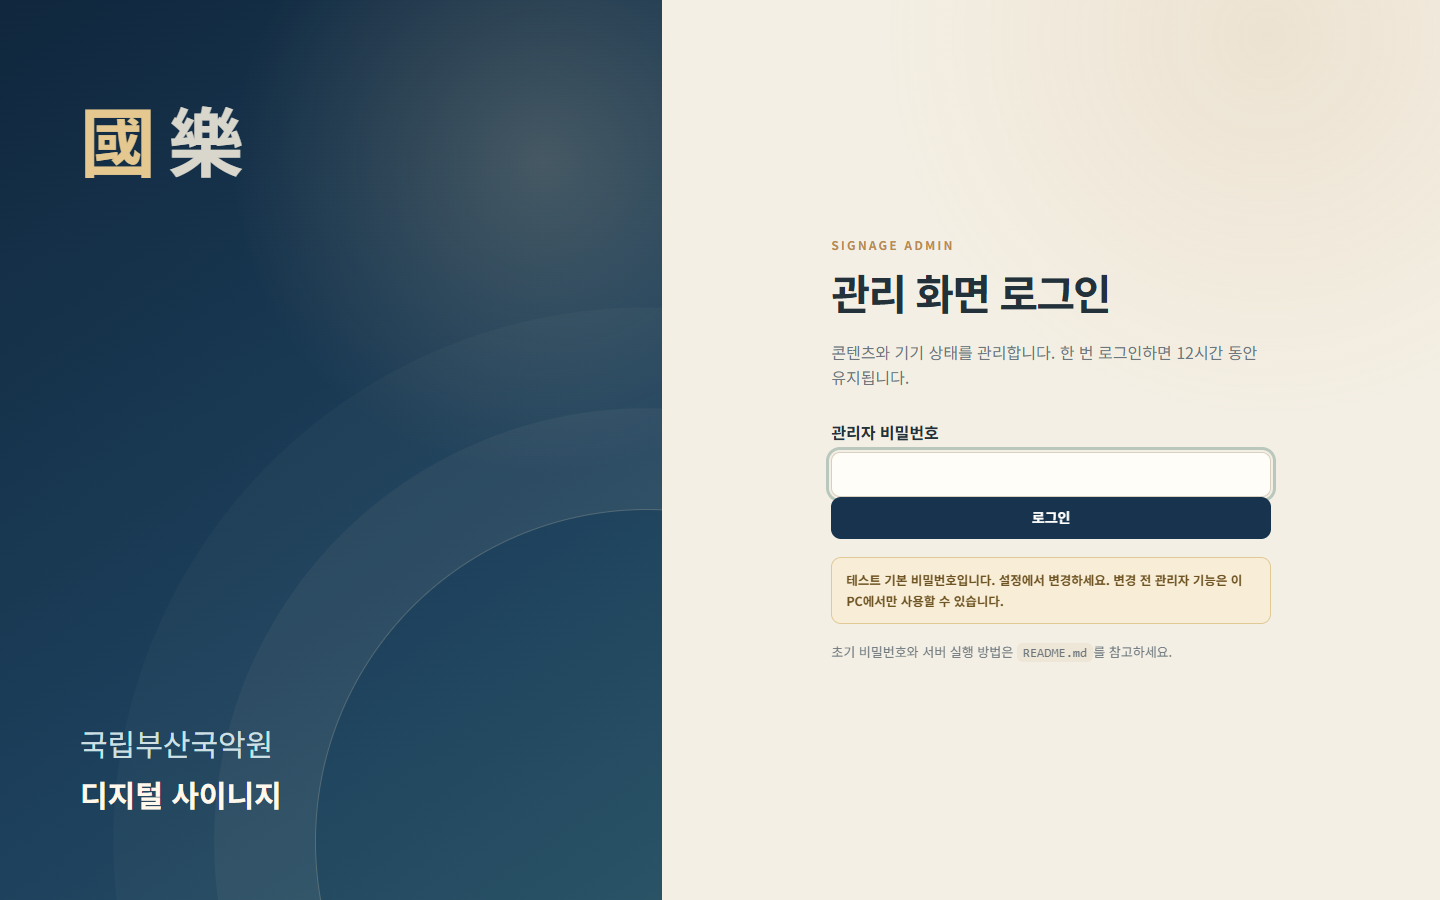 國樂
국립부산국악원
디지털 사이니지
SIGNAGE ADMIN
관리 화면 로그인
콘텐츠와 기기 상태를 관리합니다. 한 번 로그인하면 12시간 동안
유지됩니다.
관리자 비밀번호
로그인
테스트 기본 비밀번호입니다. 설정에서 변경하세요. 변경 전 관리자 기능은 이
PC에서만 사용할 수 있습니다.
초기 비밀번호와 서버 실행 방법은 README.md 를 참고하세요.